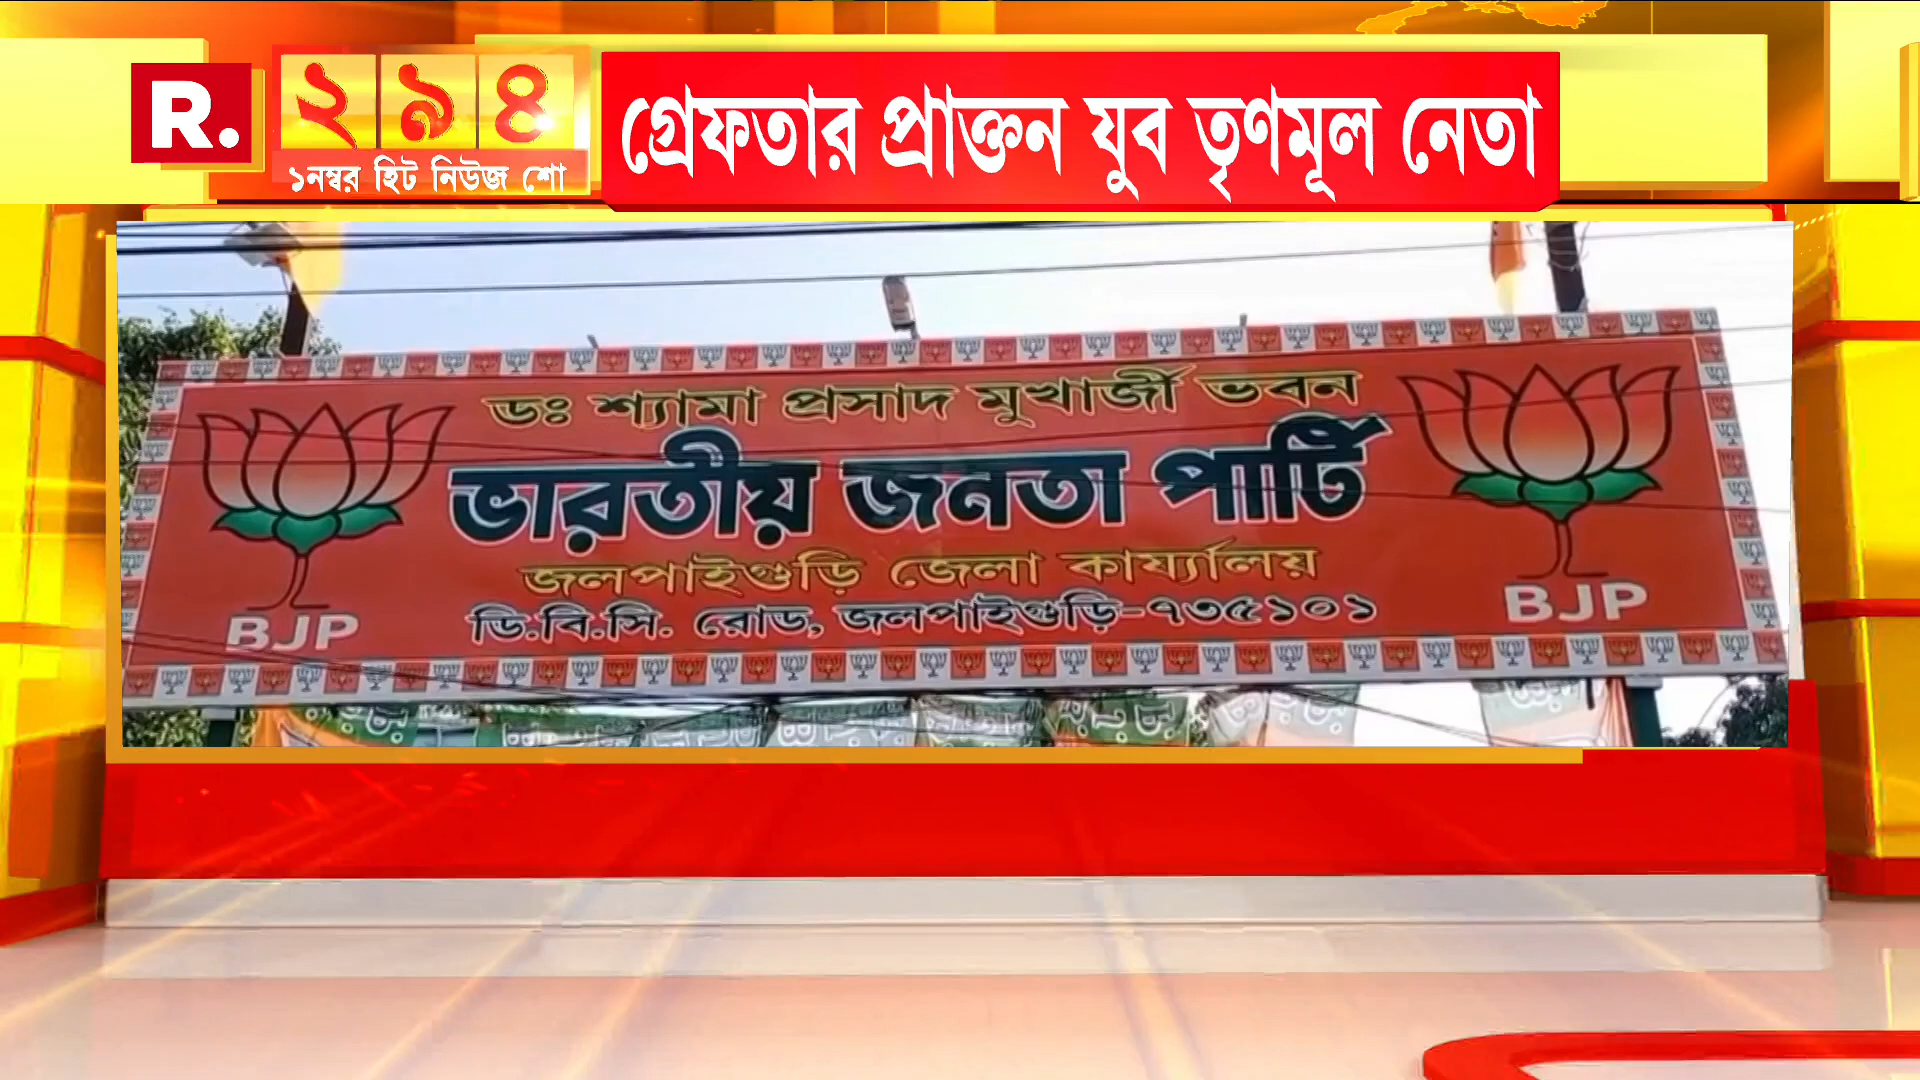 R.
২৯৪
১নম্বর হিট নিউজ শো
গ্রেফতার প্রাক্তন যুব তৃণমূল নেতা
ডঃ শ্যামা প্রসাদ মুখার্জী ভবন
ভারতীয় জনতা পার্টি
জলপাইগুড়ি জেলা কার্য্যালয়
ডি.বি.সি. রোড, জলপাইগুড়ি-৭৩৫১০১
BJP
BJP